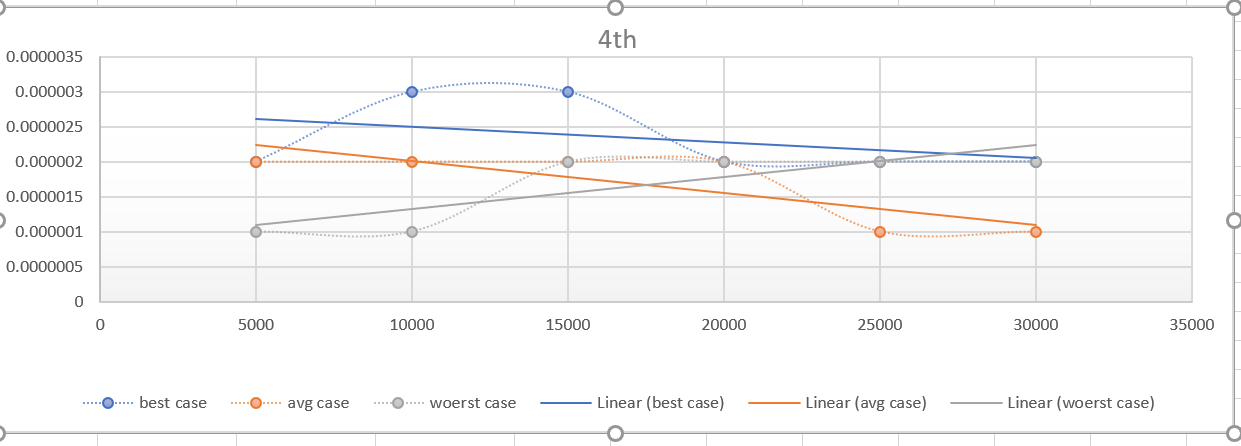 4th
0.0000035
0.000003
0.0000025
0.000002
0.0000015
0.000001
0.0000005
0
0 5000 10000 15000 20000 25000 30000 35000
best case avg case woerst case Linear (best case) Linear (avg case) Linear (woerst case)